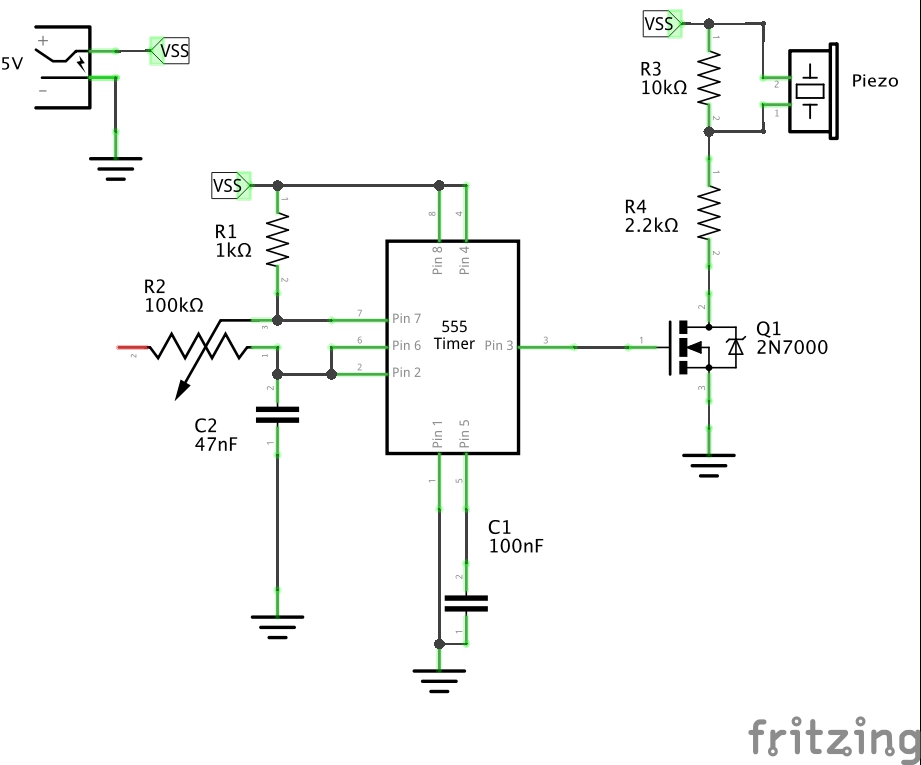 +
VSS
5V
−
VSS
R1
1kΩ
1
2
R2
100kΩ
3
2
1
8
4
Pin 8
Pin 4
7
Pin 7
555
Timer
6
Pin 6
Pin 3
3
2
Pin 2
C2
47nF
2
1
Pin 1
Pin 5
1
5
C1
100nF
2
1
VSS
R3
10kΩ
1
2
2
1
Piezo
R4
2.2kΩ
1
2
Q1
2N7000
2
1
3
fritzing